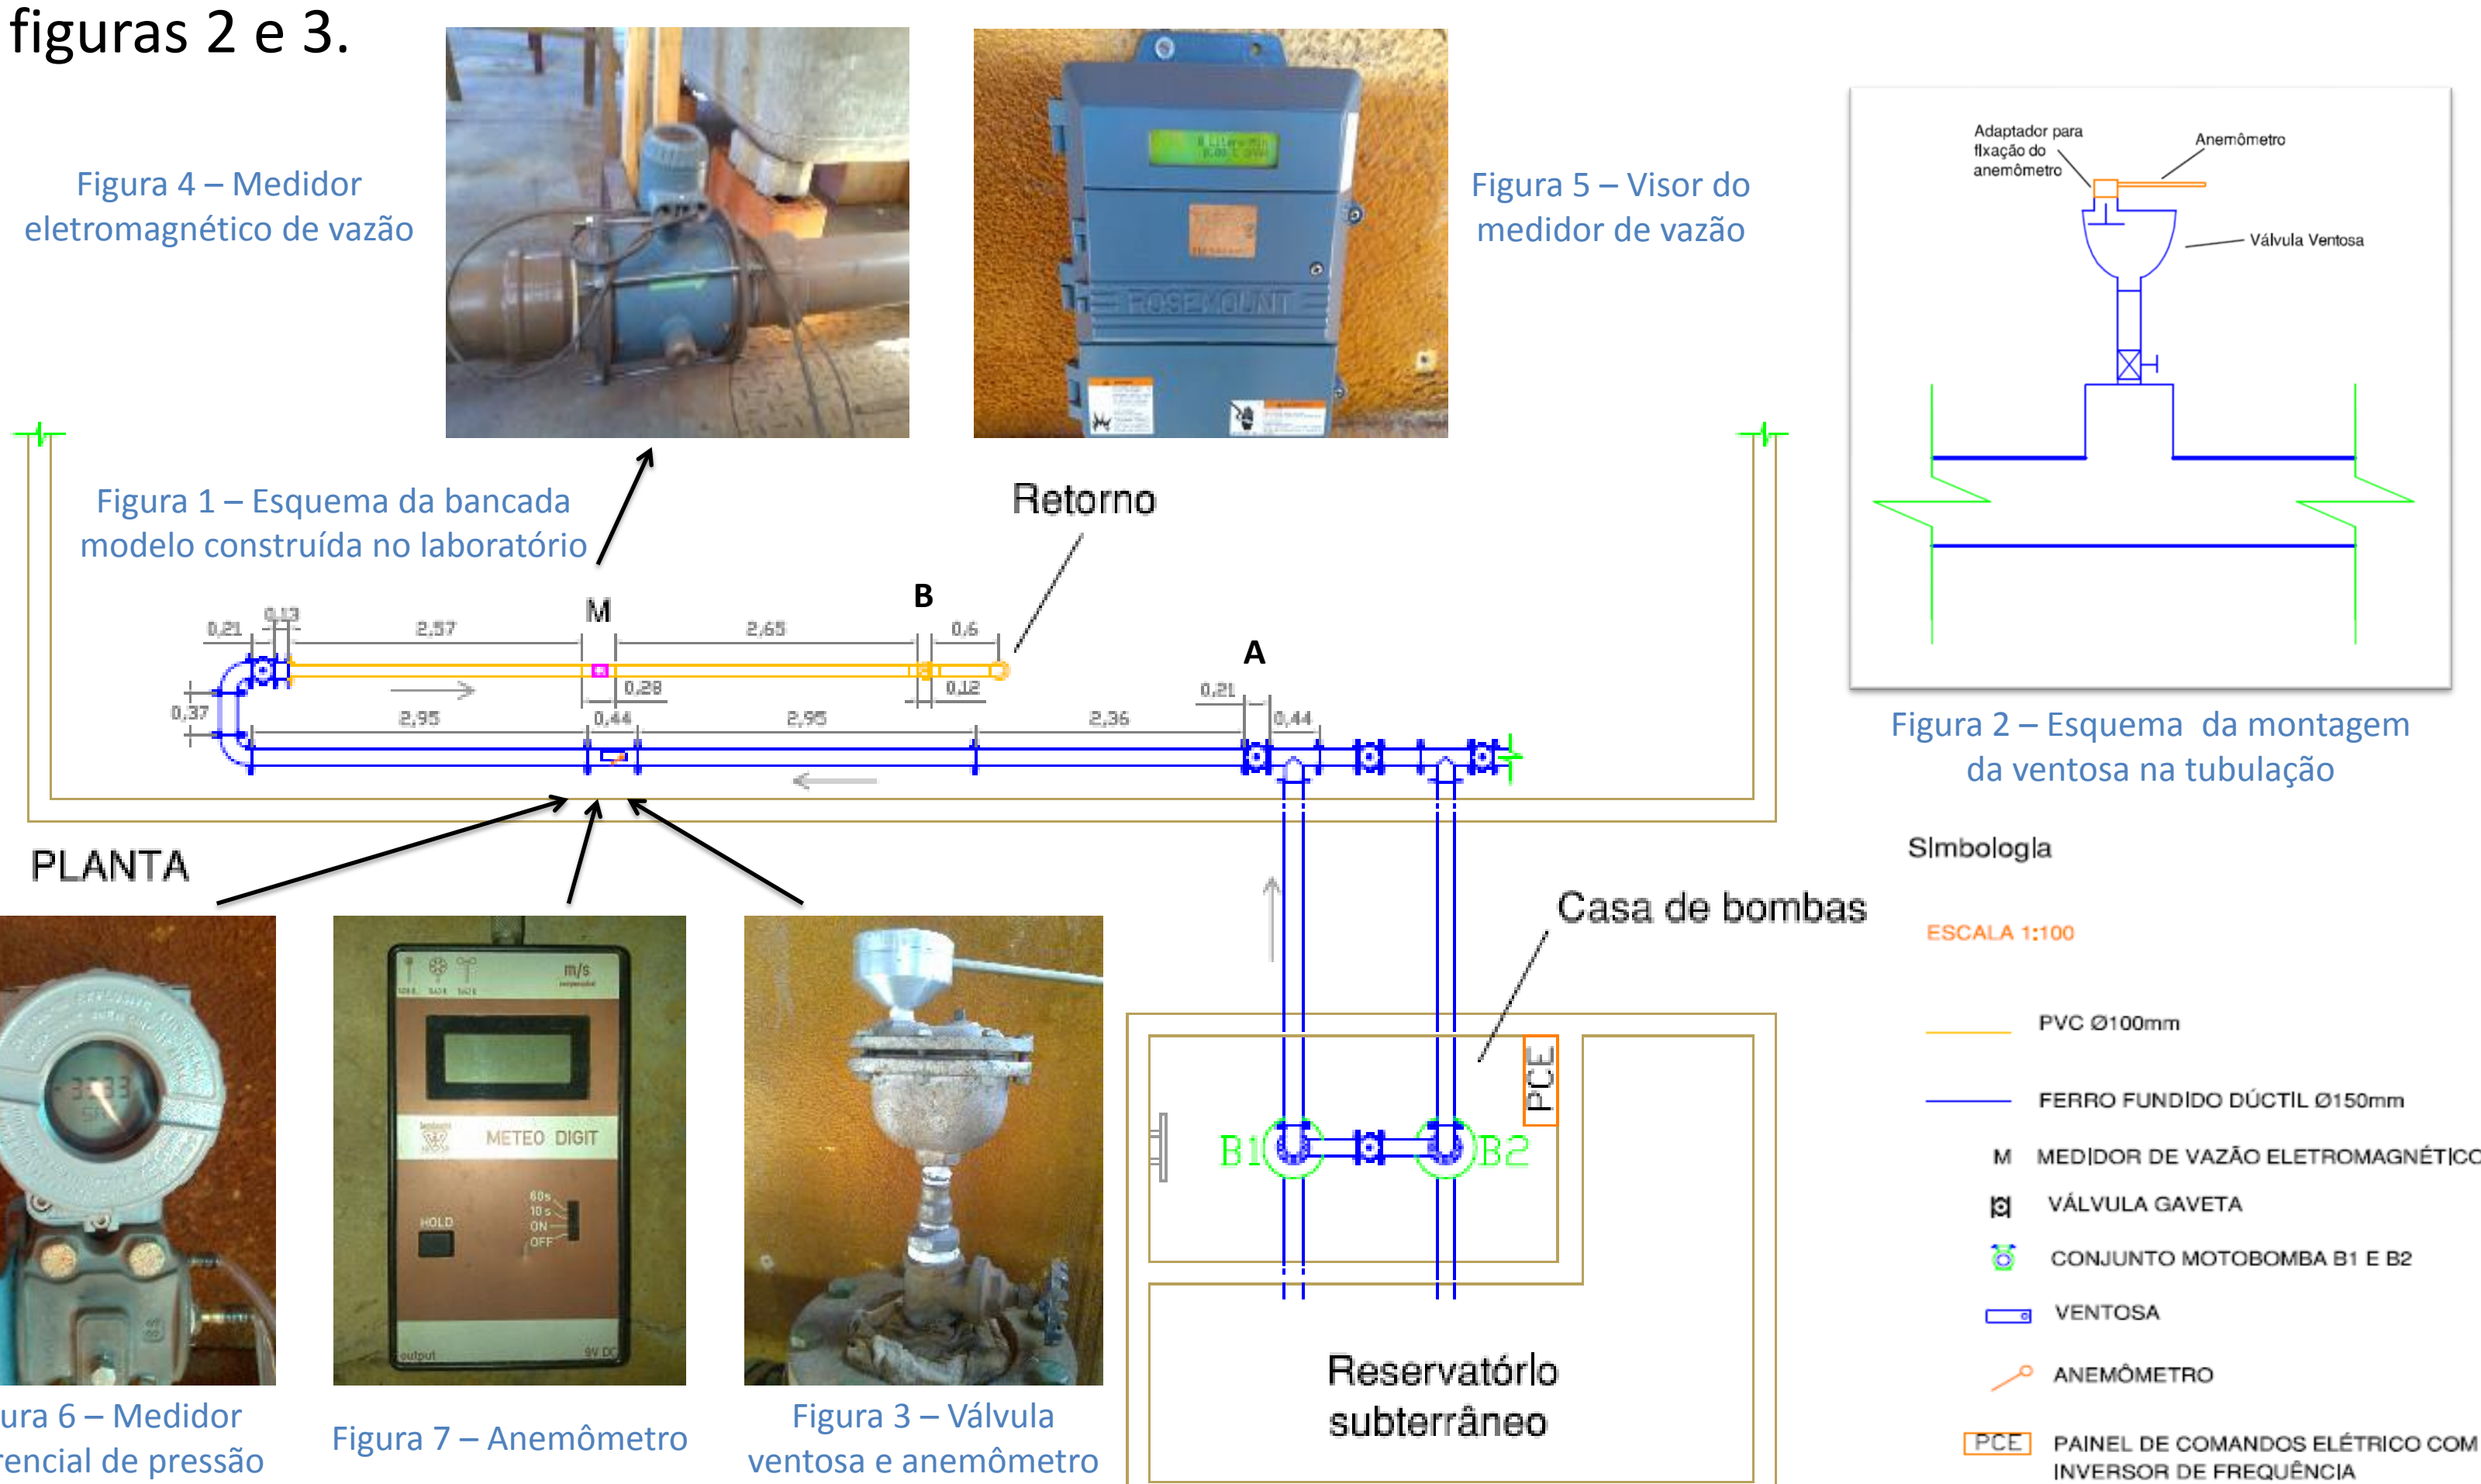 figuras 2 e 3.
Figura 4 – Medidor
eletromagnético de vazão
ROSEMOUNT
Figura 5 – Visor do
medidor de vazão
Adaptador para
fixação do
anemômetro
Anemômetro
Válvula Ventosa
Figura 2 – Esquema da montagem
da ventosa na tubulação
Figura 1 – Esquema da bancada
modelo construída no laboratório
Retorno
0,21
0,13
2,57
M
2,65
B
0,6
0,28
0,12
0,37
2,95
0,44
2,95
2,36
A
0,21
0,44
PLANTA
Casa de bombas
PCE
B1
B2
Reservatório
subterrâneo
Simbologia
ESCALA 1:100
PVC Ø100mm
FERRO FUNDIDO DÚCTIL Ø150mm
M MEDIDOR DE VAZÃO ELETROMAGNÉTICO
VÁLVULA GAVETA
CONJUNTO MOTOBOMBA B1 E B2
VENTOSA
ANEMÔMETRO
PCE PAINEL DE COMANDOS ELÉTRICO COM
INVERSOR DE FREQUÊNCIA
ura 6 – Medidor
rencial de pressão
m/s
METEO DIGIT
60s
10s
ON
OFF
HOLD
output
9V DC
Figura 7 – Anemômetro
Figura 3 – Válvula
ventosa e anemômetro